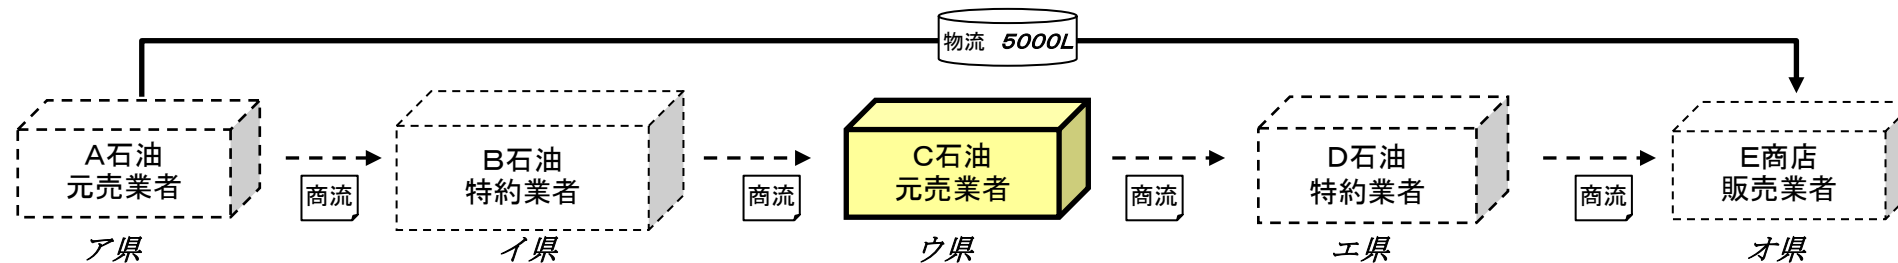 物流 5000L
A石油
元売業者
商流
B石油
特約業者
商流
C石油
元売業者
商流
D石油
特約業者
商流
E商店
販売業者
ア県
イ県
ウ県
エ県
オ県